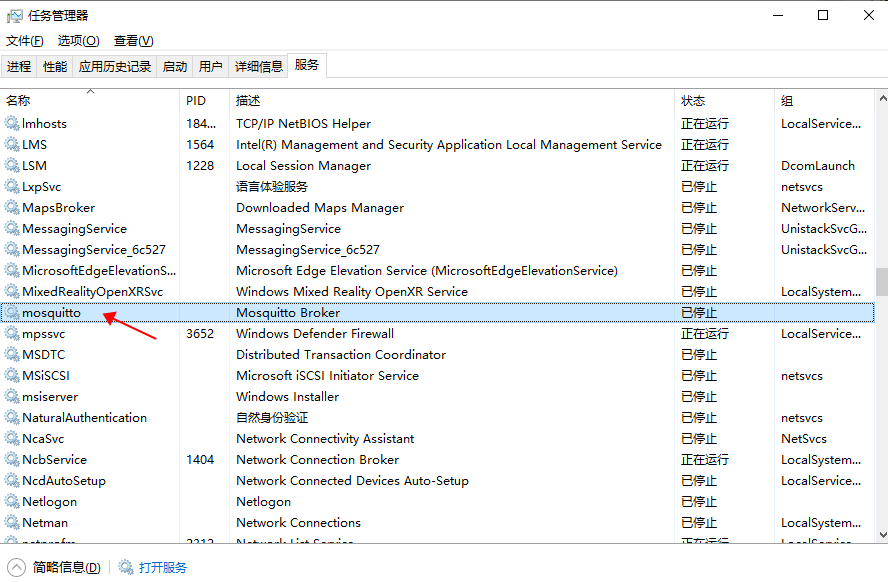 任务管理器
文件(F) 选项(O) 查看(V)
进程 性能 应用历史记录 启动 用户 详细信息 服务
名称 PID 描述 状态 组
lmhosts 184... TCP/IP NetBIOS Helper 正在运行 LocalService...
LMS 1564 Intel(R) Management and Security Application Local Management Service 正在运行
LSM 1228 Local Session Manager 正在运行 DcomLaunch
LxpSvc 语言体验服务 已停止 netsvcs
MapsBroker Downloaded Maps Manager 已停止 NetworkServ...
MessagingService MessagingService 已停止 UnistackSvcG...
MessagingService_6c527 MessagingService_6c527 已停止 UnistackSvcG...
MicrosoftEdgeElevationS... Microsoft Edge Elevation Service (MicrosoftEdgeElevationService) 已停止
MixedRealityOpenXRSvc Windows Mixed Reality OpenXR Service 已停止 LocalSystem...
mosquitto Mosquitto Broker 已停止
mpssvc 3652 Windows Defender Firewall 正在运行 LocalService...
MSDTC Distributed Transaction Coordinator 已停止
MSiSCSI Microsoft iSCSI Initiator Service 已停止 netsvcs
msiserver Windows Installer 已停止
NaturalAuthentication 自然身份验证 已停止 netsvcs
NcaSvc Network Connectivity Assistant 已停止 NetSvcs
NcbService 1404 Network Connection Broker 正在运行 LocalSystem...
NcdAutoSetup Network Connected Devices Auto-Setup 已停止 LocalService...
Netlogon Netlogon 已停止
Netman Network Connections 已停止 LocalSystem...
netprofm Network List Service 正在运行 LocalService...
简略信息(D) 打开服务